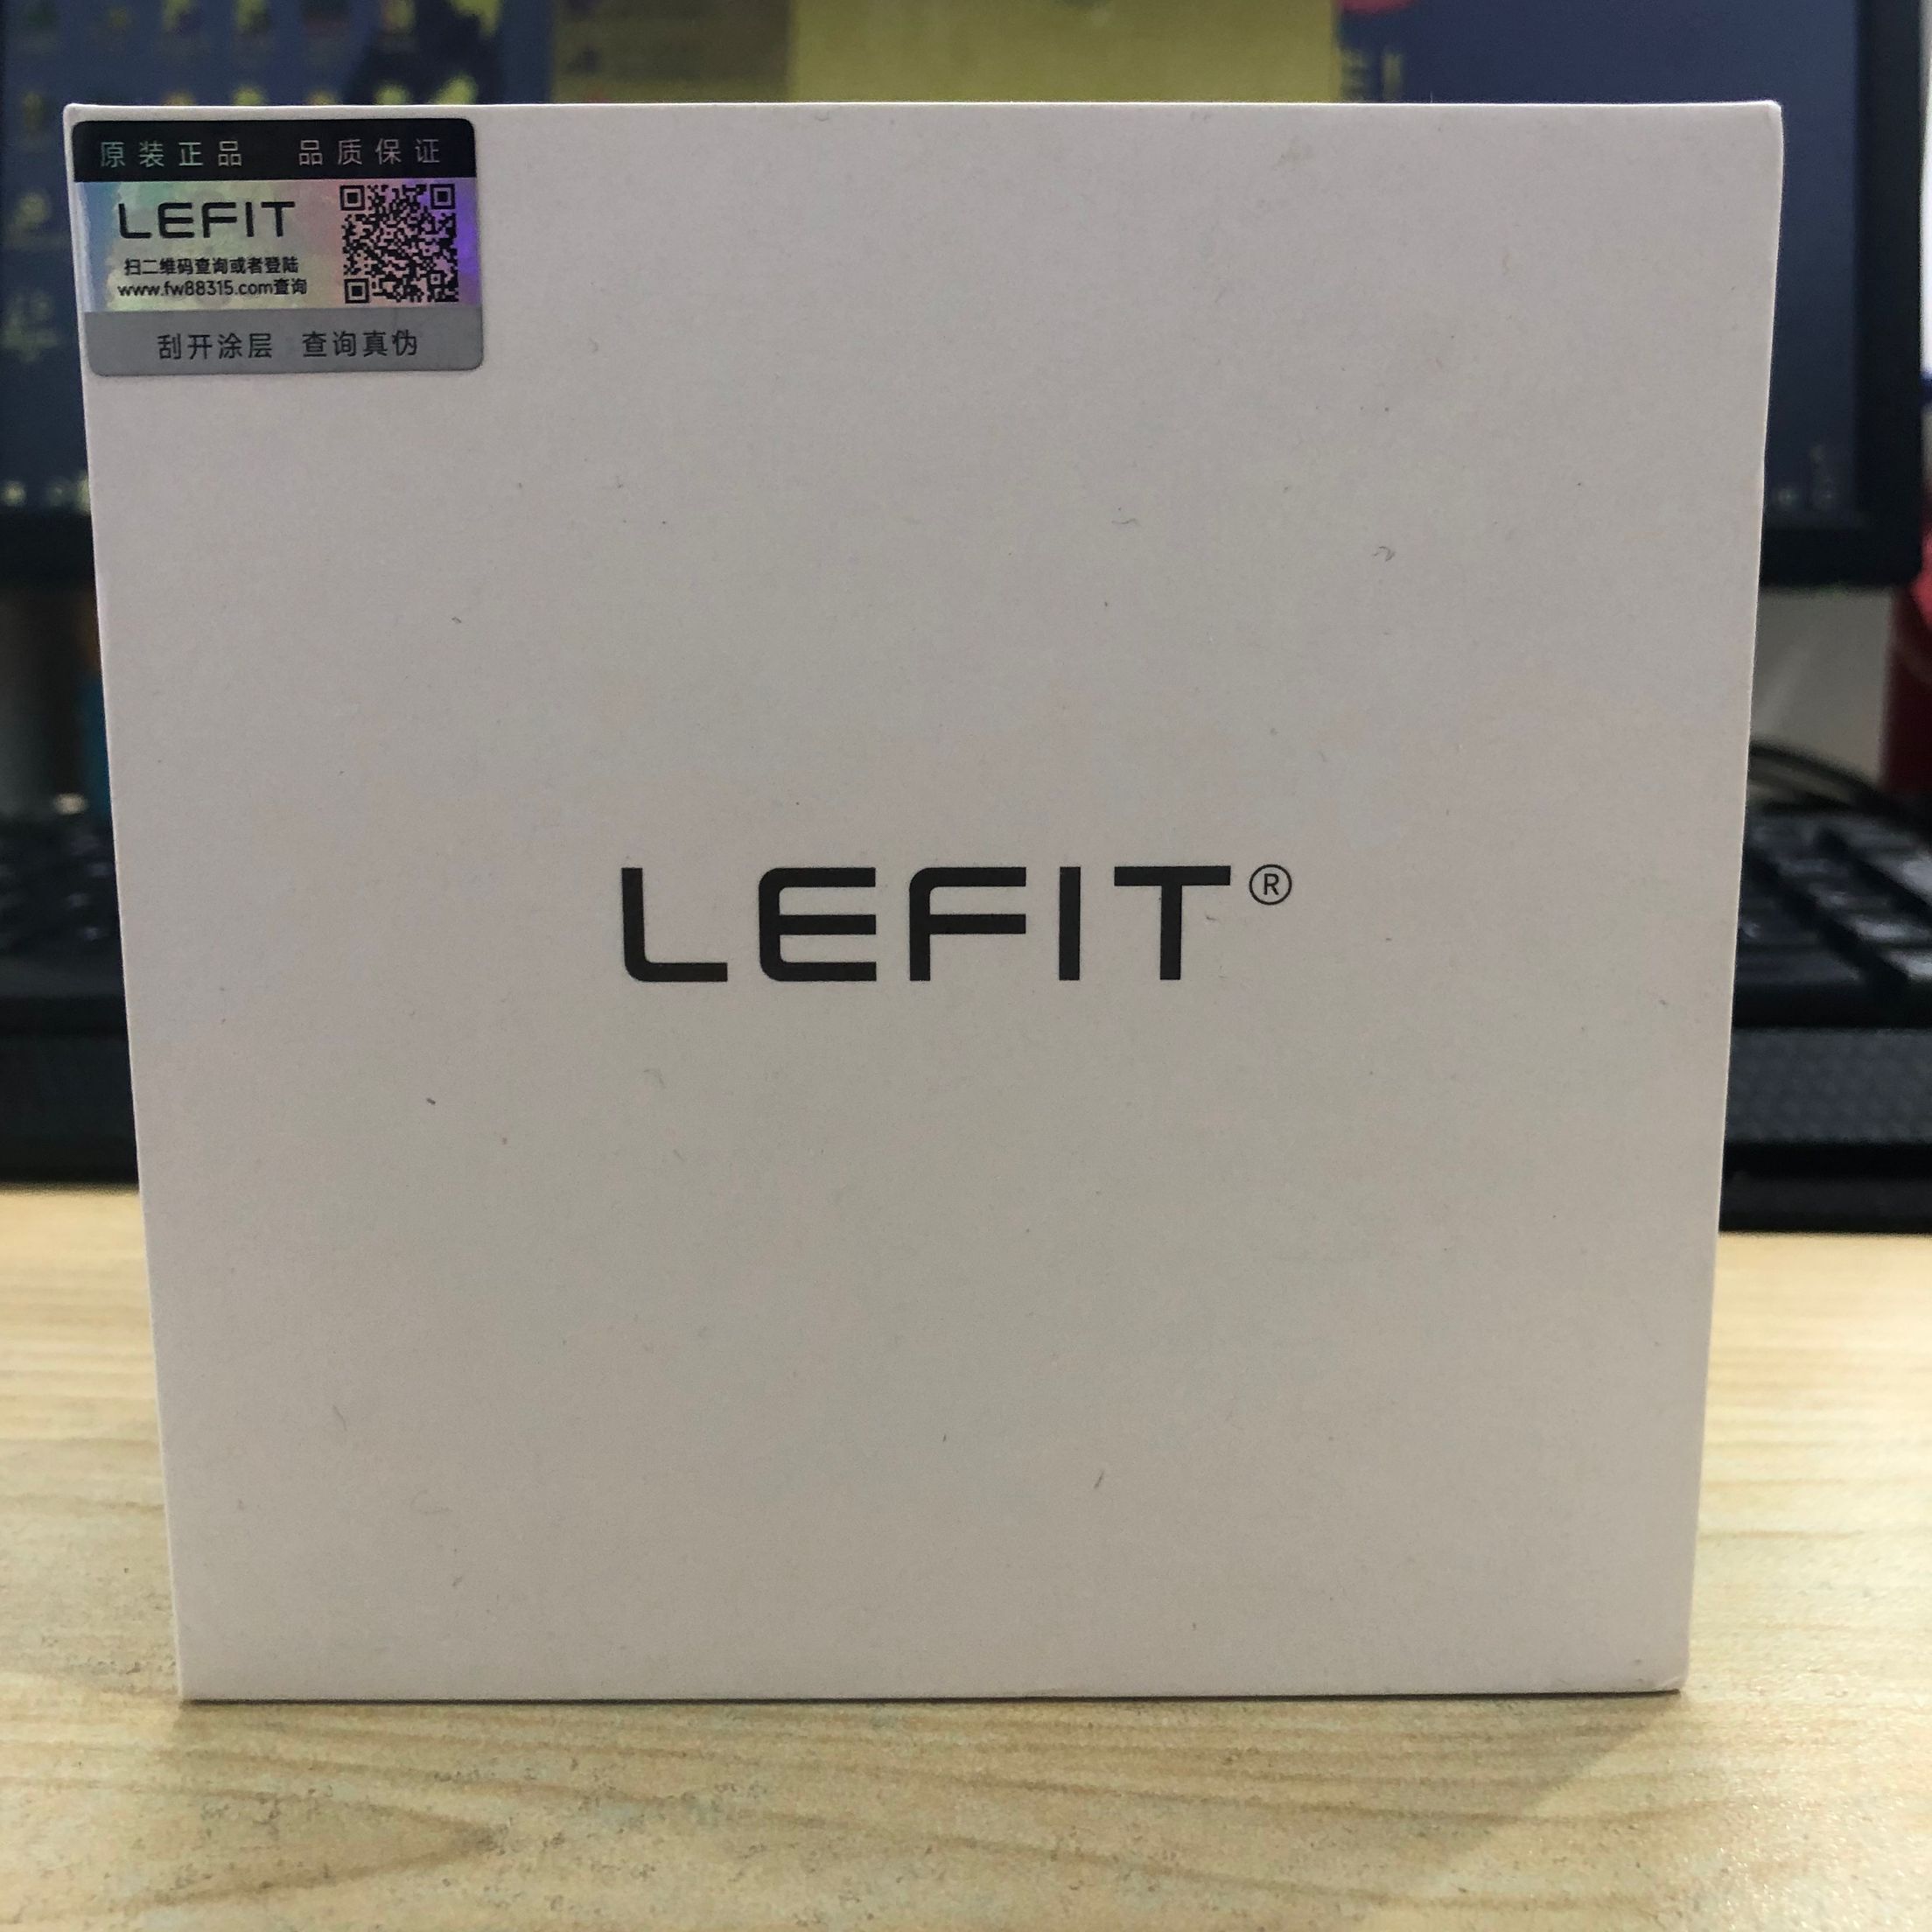 原装正品 品质保证
LEFIT
扫二维码查询或者登陆
www.fw88315.com查询
刮开涂层 查询真伪
LEFIT®